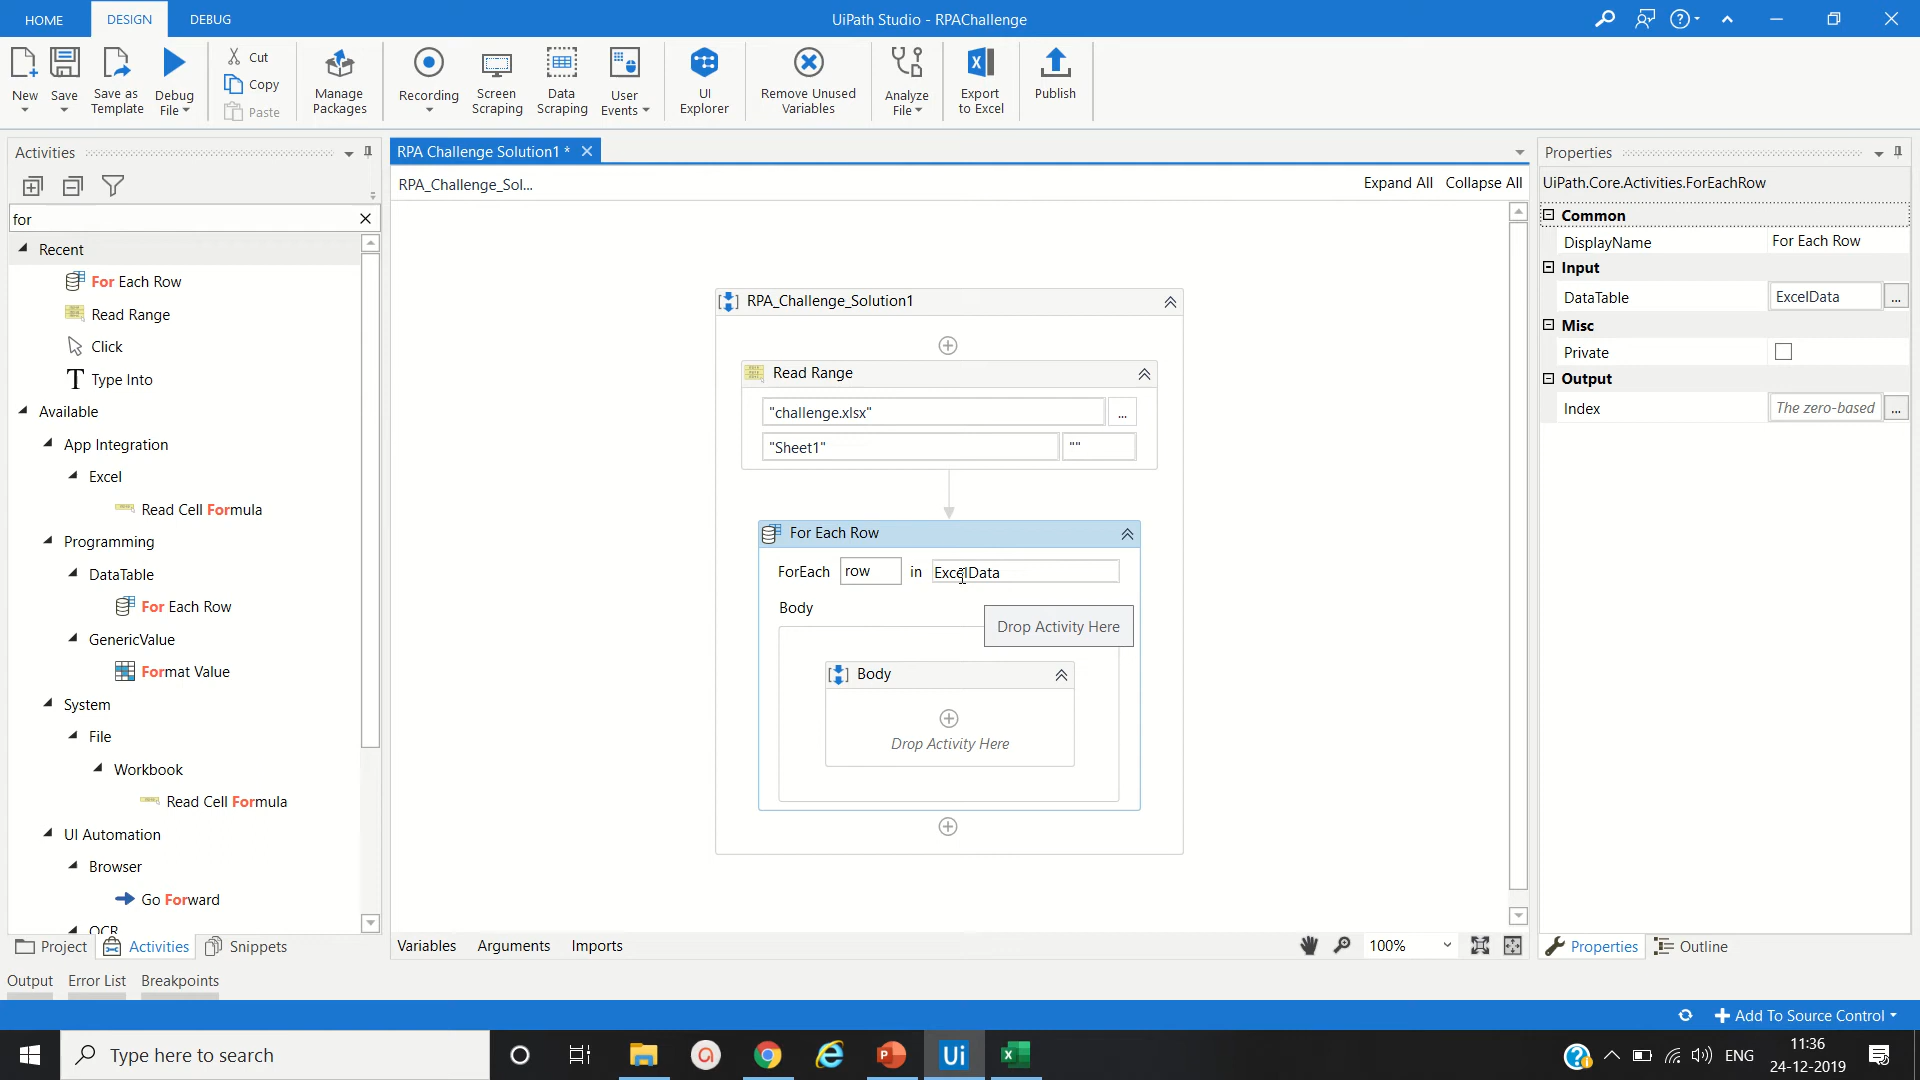 HOME
DESIGN
DEBUG
UiPath Studio - RPAChallenge
New
Save
Save as Template
Debug File
Cut
Copy
Paste
Manage Packages
Recording
Screen Scraping
Data Scraping
User Events
UI Explorer
Remove Unused Variables
Analyze File
Export to Excel
Publish
Activities
for
Recent
For Each Row
Read Range
Click
Type Into
Available
App Integration
Excel
Read Cell Formula
Programming
DataTable
For Each Row
GenericValue
Format Value
System
File
Workbook
Read Cell Formula
UI Automation
Browser
Go Forward
OCR
Project
Activities
Snippets
Output
Error List
Breakpoints
RPA Challenge Solution1 *
RPA_Challenge_Sol...
Expand All
Collapse All
RPA_Challenge_Solution1
Read Range
"challenge.xlsx"
...
"Sheet1"
""
For Each Row
ForEach
row
in
ExcelData
Body
Drop Activity Here
Body
Drop Activity Here
Variables
Arguments
Imports
100%
Properties
UiPath.Core.Activities.ForEachRow
Common
DisplayName
For Each Row
Input
DataTable
ExcelData
...
Misc
Private
Output
Index
The zero-based
...
Properties
Outline
Add To Source Control
Type here to search
Ui
ENG
11:36
24-12-2019